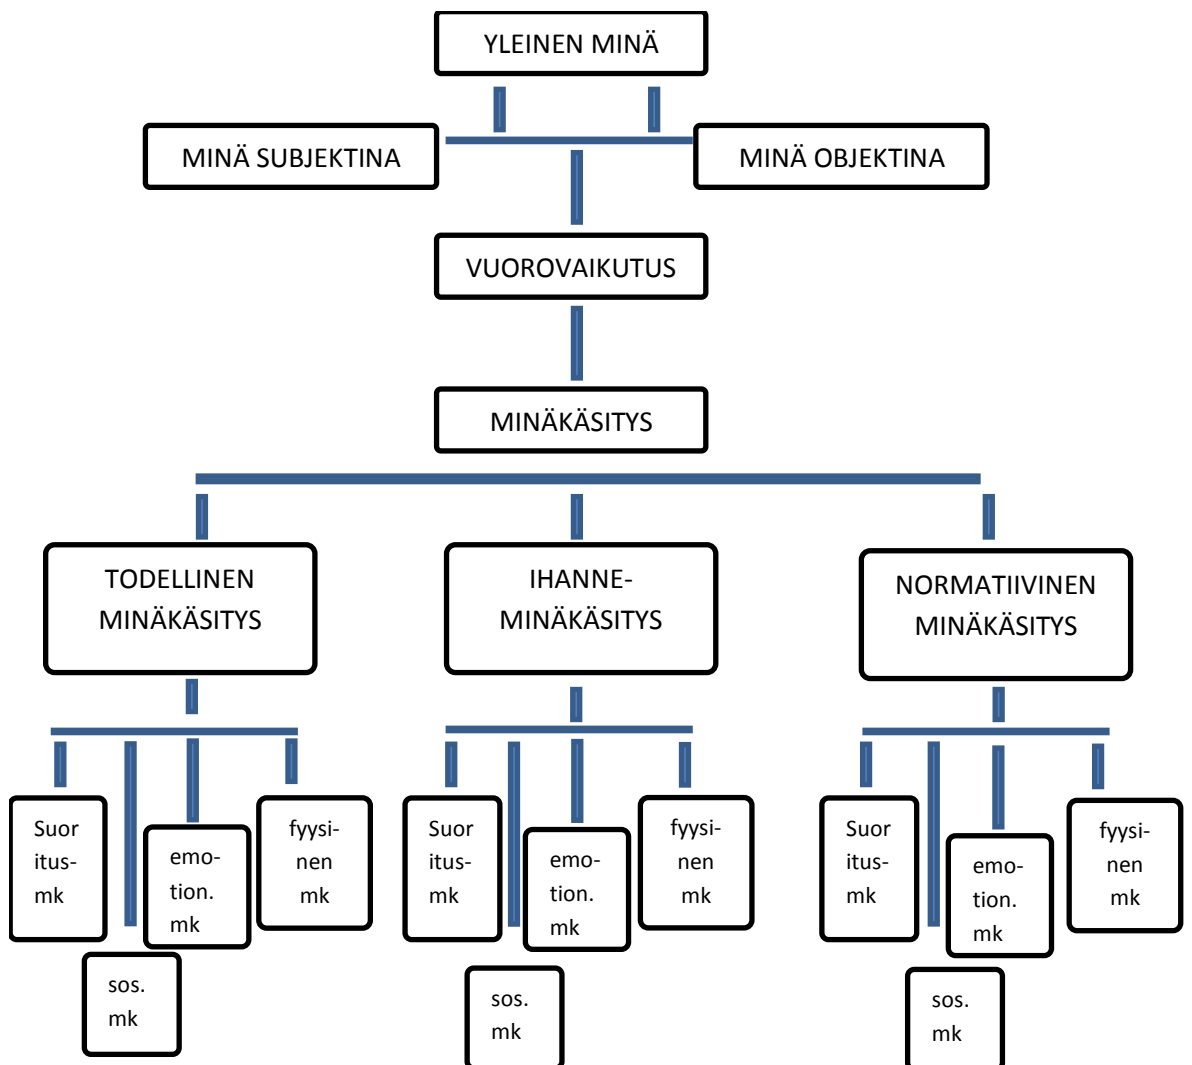 YLEINEN MINÄ
MINÄ SUBJEKTINA
MINÄ OBJEKTINA
VUOROVAIKUTUS
MINÄKÄSITYS
TODELLINEN
MINÄKÄSITYS
IHANNE-
MINÄKÄSITYS
NORMATIIVINEN
MINÄKÄSITYS
Suor
itus-
mk
sos.
mk
emo-
tion.
mk
fyysi-
nen
mk
Suor
itus-
mk
sos.
mk
emo-
tion.
mk
fyysi-
nen
mk
Suor
itus-
mk
sos.
mk
emo-
tion.
mk
fyysi-
nen
mk